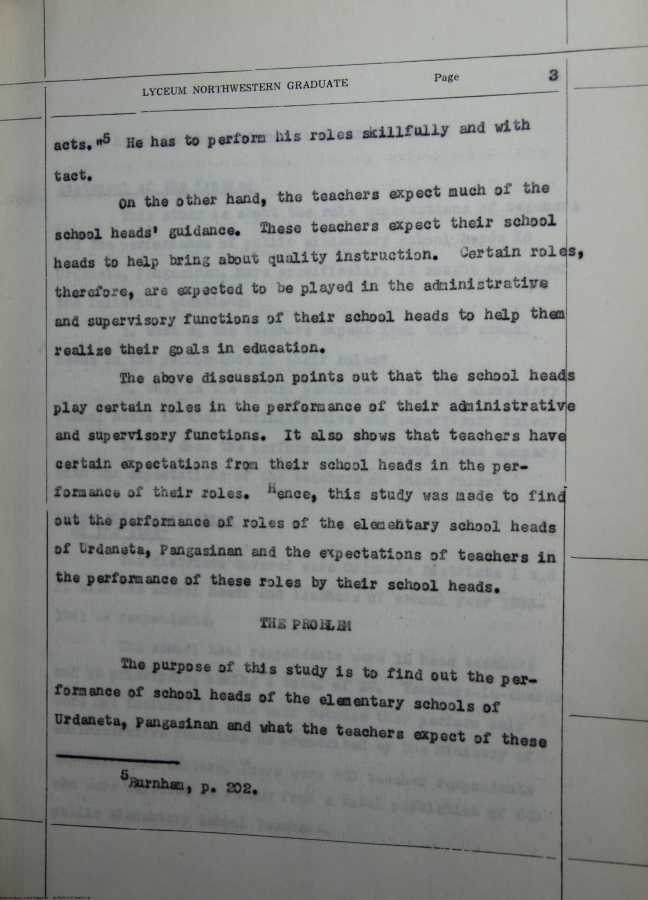 LYCEUM NORTHWESTERN GRADUATE Page 3
acts."5 He has to perform his roles skillfully and with
tact.
On the other hand, the teachers expect much of the
school heads' guidance. These teachers expect their school
heads to help bring about quality instruction. Certain roles,
therefore, are expected to be played in the administrative
and supervisory functions of their school heads to help them
realize their goals in education.
The above discussion points out that the school heads
play certain roles in the performance of their administrative
and supervisory functions. It also shows that teachers have
certain expectations from their school heads in the per-
formance of their roles. Hence, this study was made to find
out the performance of roles of the elementary school heads
of Urdaneta, Pangasinan and the expectations of teachers in
the performance of these roles by their school heads.
THE PROBLEM
The purpose of this study is to find out the per-
formance of school heads of the elementary schools of
Urdaneta, Pangasinan and what the teachers expect of these
5Burnham, p. 202.